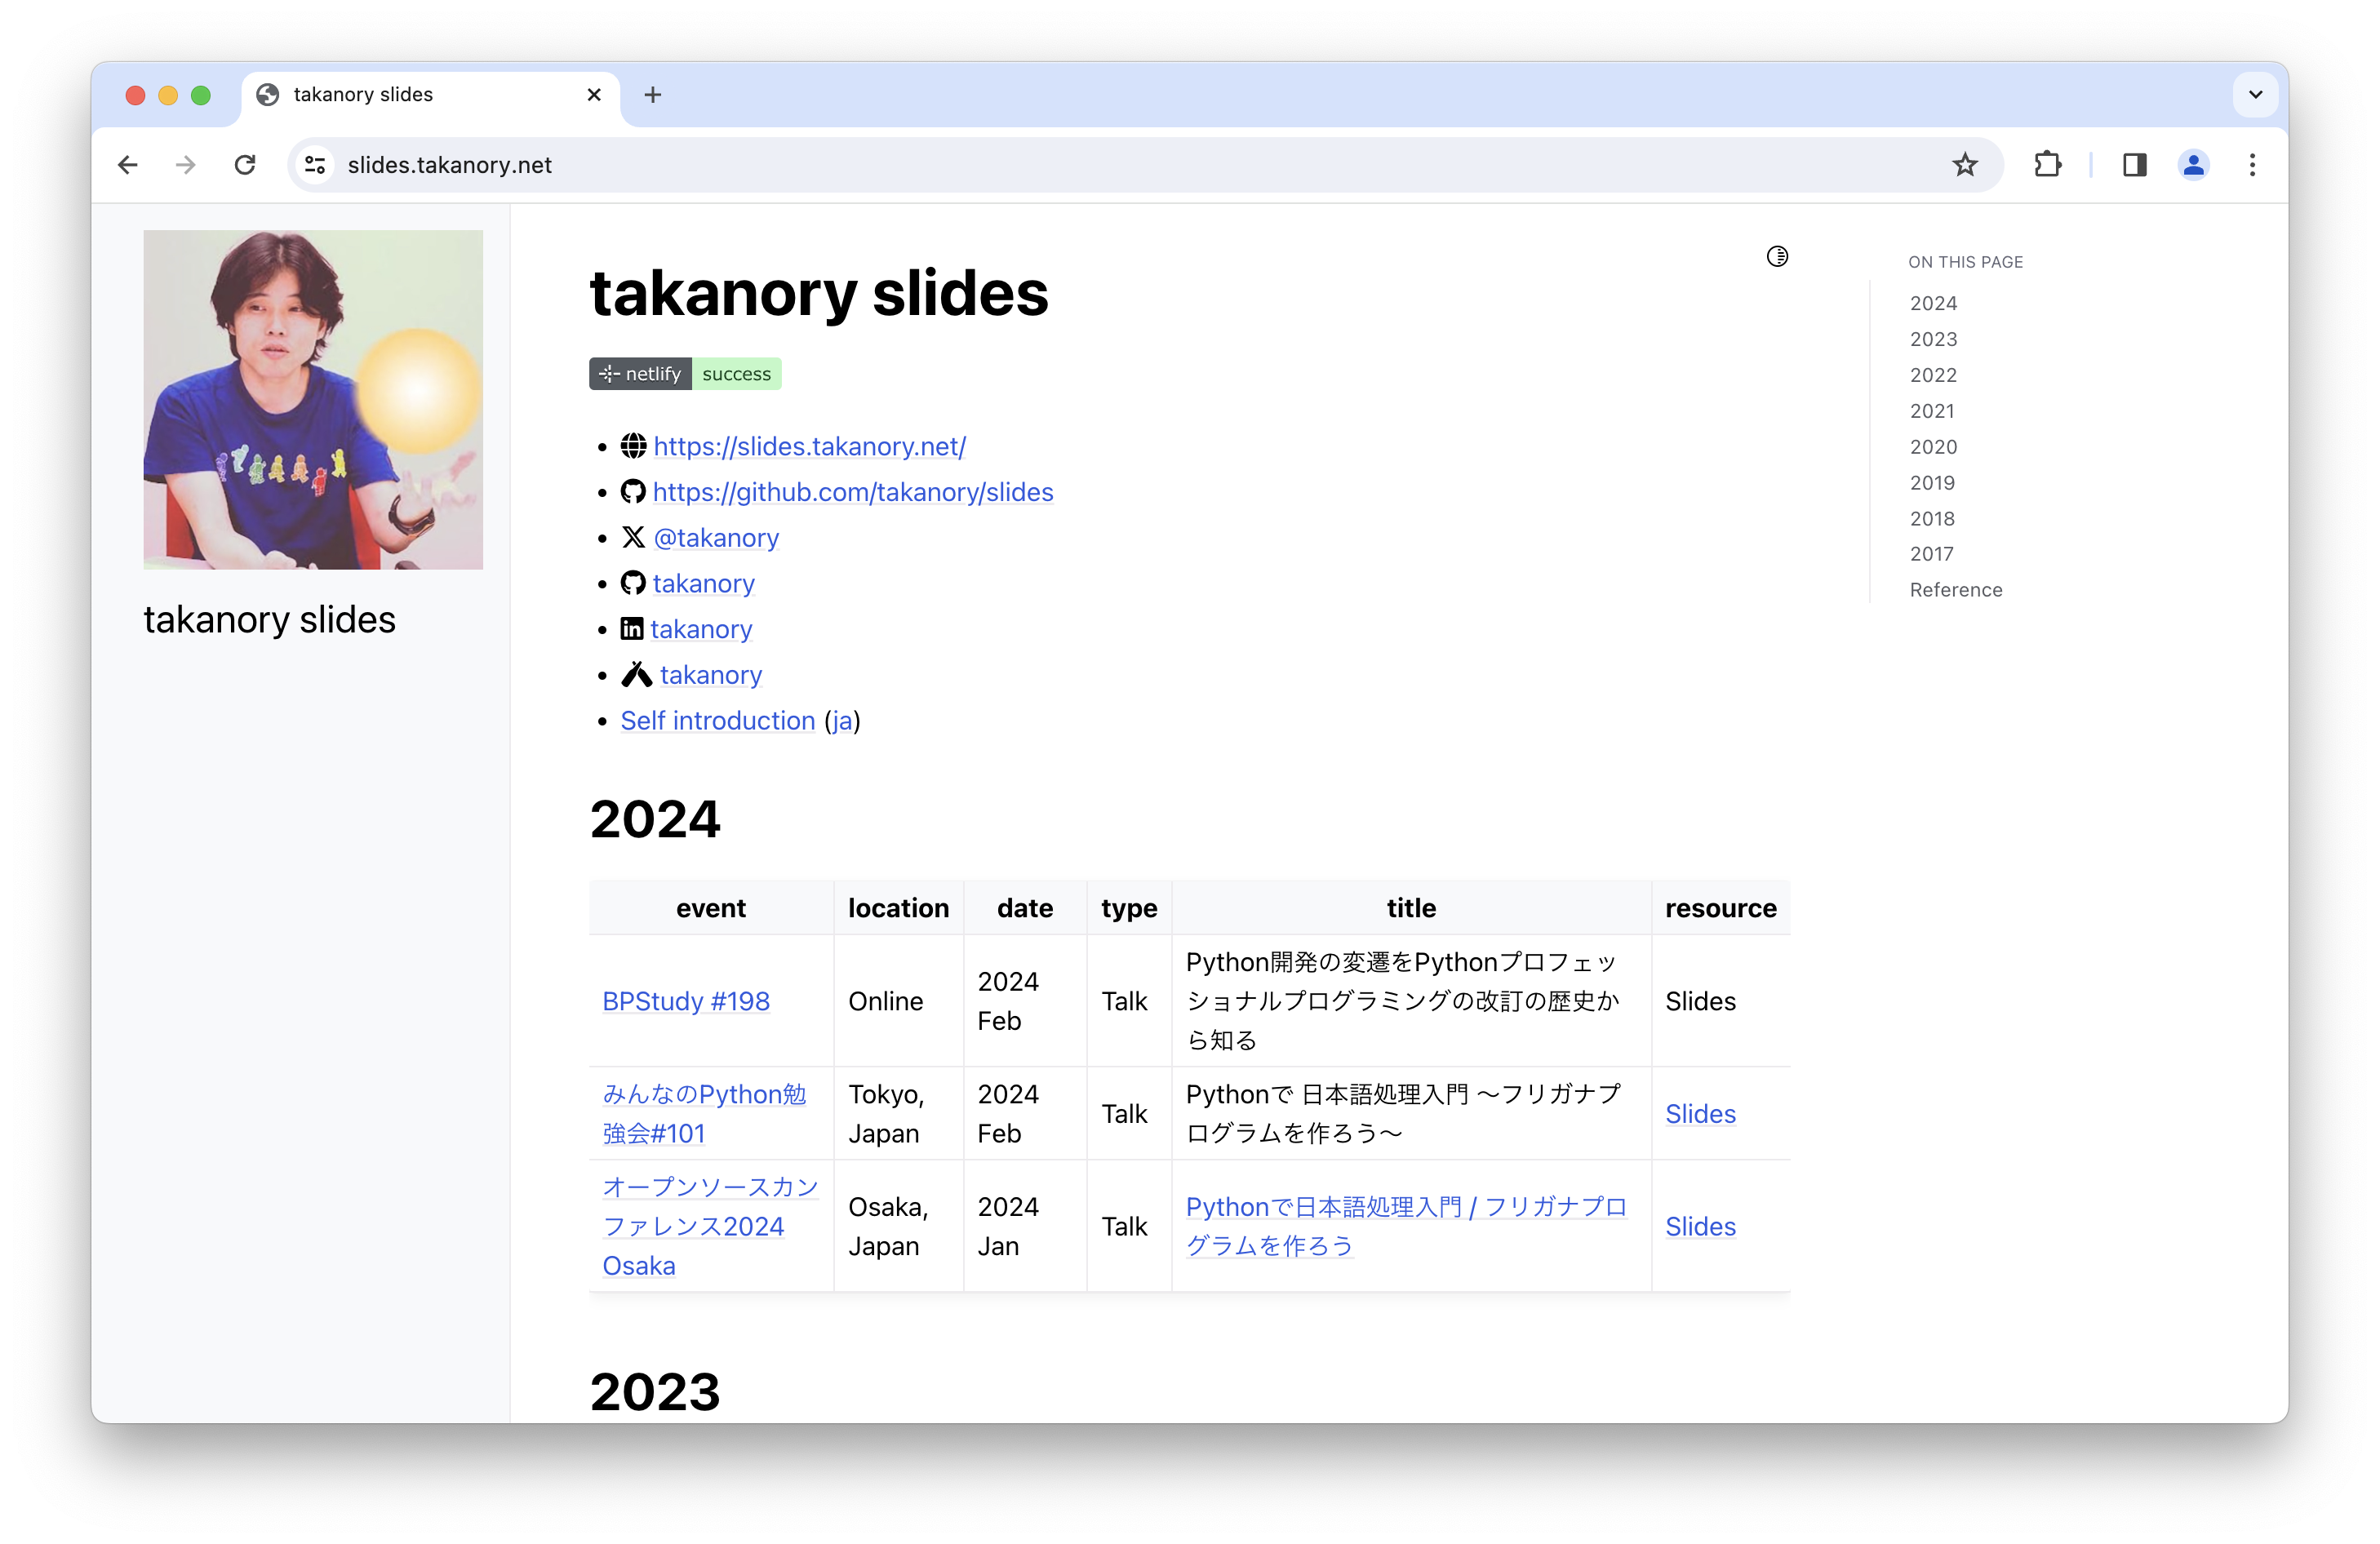 takanory slides
slides.takanory.net
takanory slides
takanory slides
netlify success
https://slides.takanory.net/
https://github.com/takanory/slides
@takanory
takanory
takanory
takanory
Self introduction (ja)
2024
event location date type title resource
BPStudy #198
Online
2024
Feb
Talk
Python開発の変遷をPythonプロフェッ
ショナルプログラミングの改訂の歴史か
ら知る
Slides
みんなのPython勉
強会#101
Tokyo,
Japan
2024
Feb
Talk
Pythonで 日本語処理入門 〜フリガナプ
ログラムを作ろう〜
Slides
オープンソースカン
ファレンス2024
Osaka
Osaka,
Japan
2024
Jan
Talk
Pythonで日本語処理入門 / フリガナプロ
グラムを作ろう
Slides
2023
ON THIS PAGE
2024
2023
2022
2021
2020
2019
2018
2017
Reference